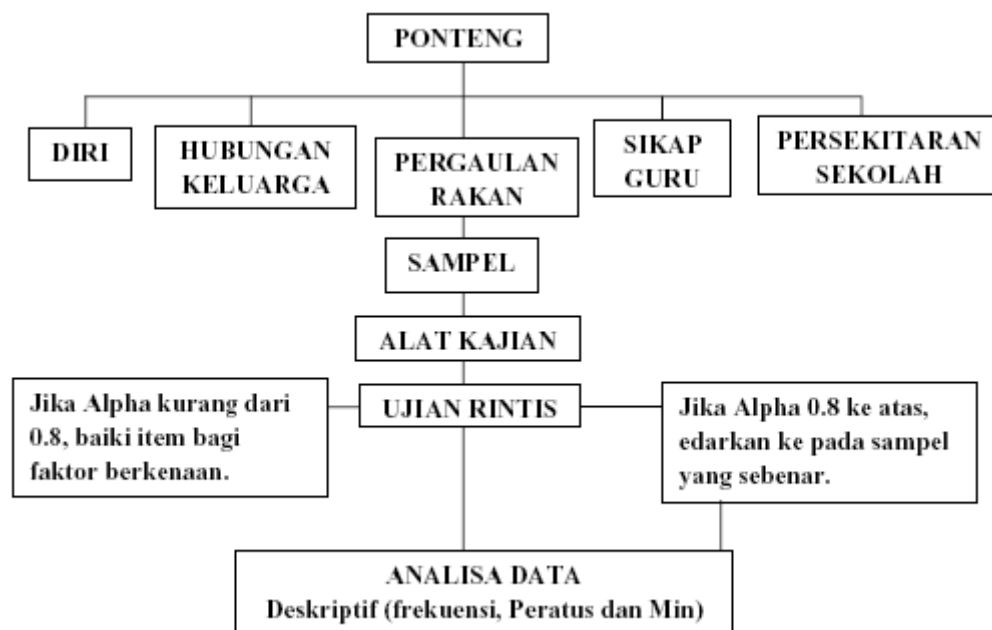 PONTENG
DIRI
HUBUNGAN
KELUARGA
PERGAULAN
RAKAN
SIKAP
GURU
PERSEKITARAN
SEKOLAH
SAMPEL
ALAT KAJIAN
UJIAN RINTIS
Jika Alpha kurang dari
0.8, baiki item bagi
faktor berkenaan.
Jika Alpha 0.8 ke atas,
edarkan ke pada sampel
yang sebenar.
ANALISA DATA
Deskriptif (frekuensi, Peratus dan Min)